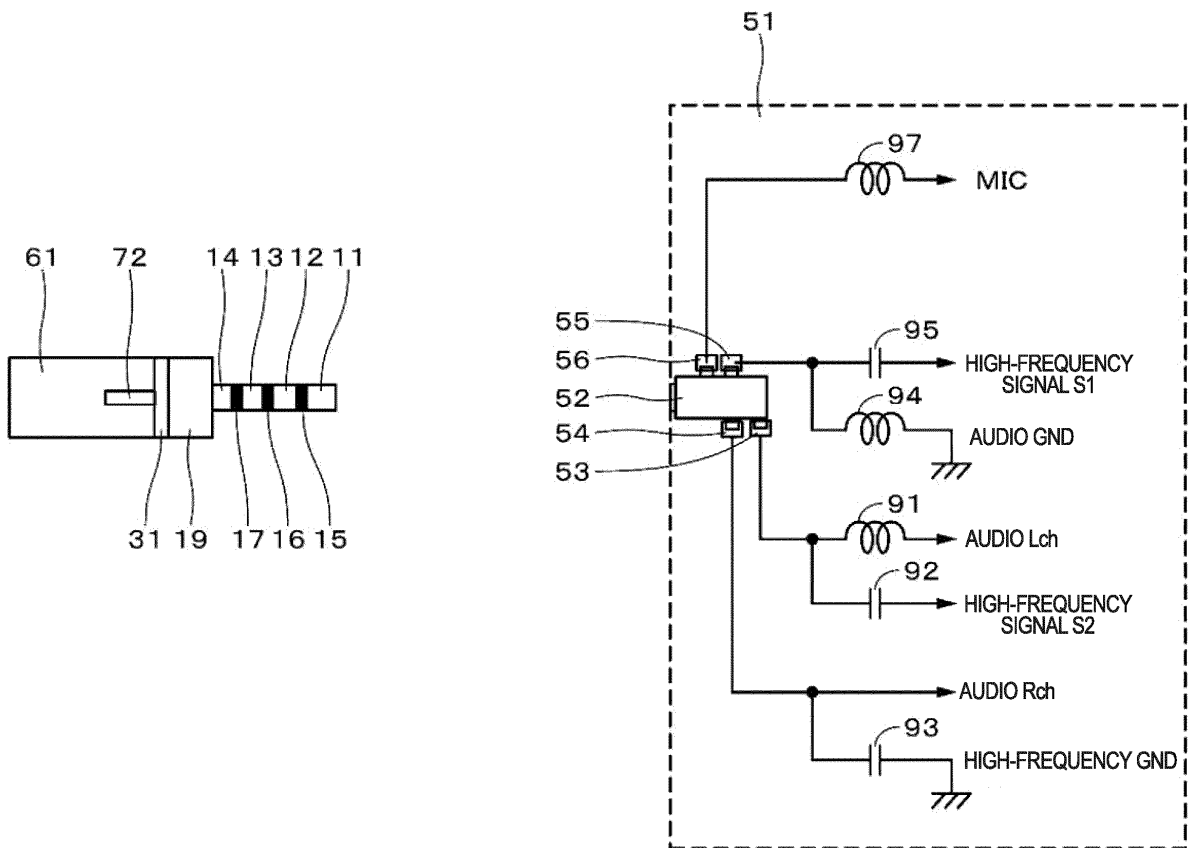 51
97
MIC
61 72 14 13 12 11
55
56
95
HIGH-FREQUENCY
SIGNAL S1
52
94
54
AUDIO GND
53
31 19 17 16 15
91
AUDIO Lch
92
HIGH-FREQUENCY
SIGNAL S2
AUDIO Rch
93
HIGH-FREQUENCY GND